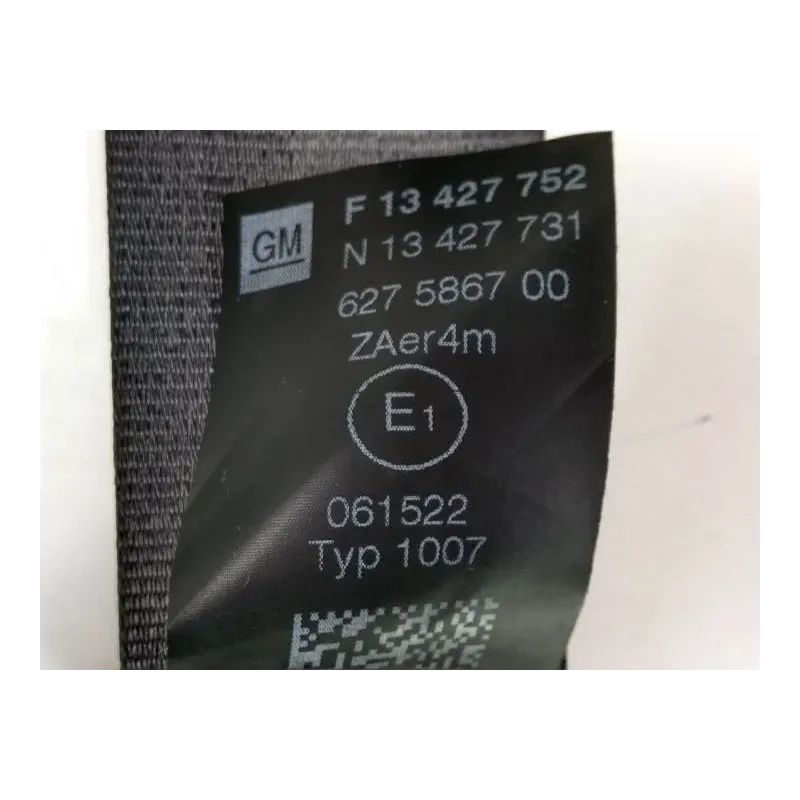 GM
F 13 427 752
N 13 427 731
627 5867 00
ZAer4m
E1
061522
Typ 1007